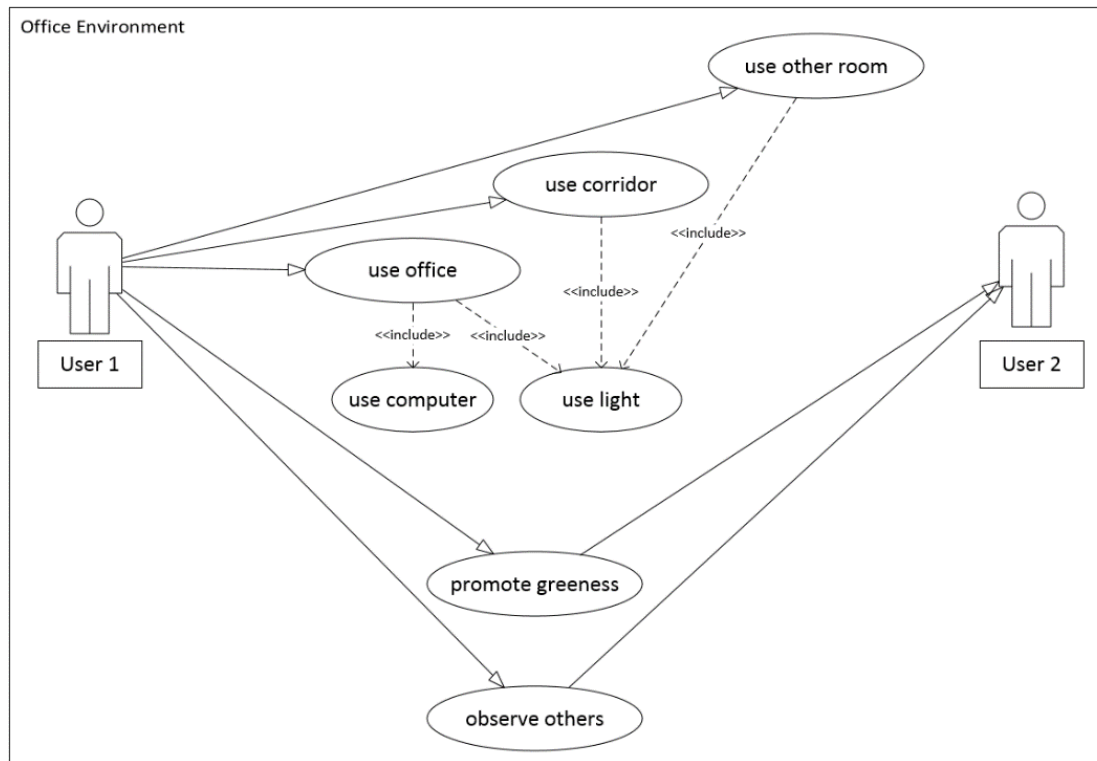 Office Environment
use other room
use corridor
<<include>>
use office
<<include>>
<<include>>
<<include>>
User 1
User 2
use computer
use light
promote greeness
observe others